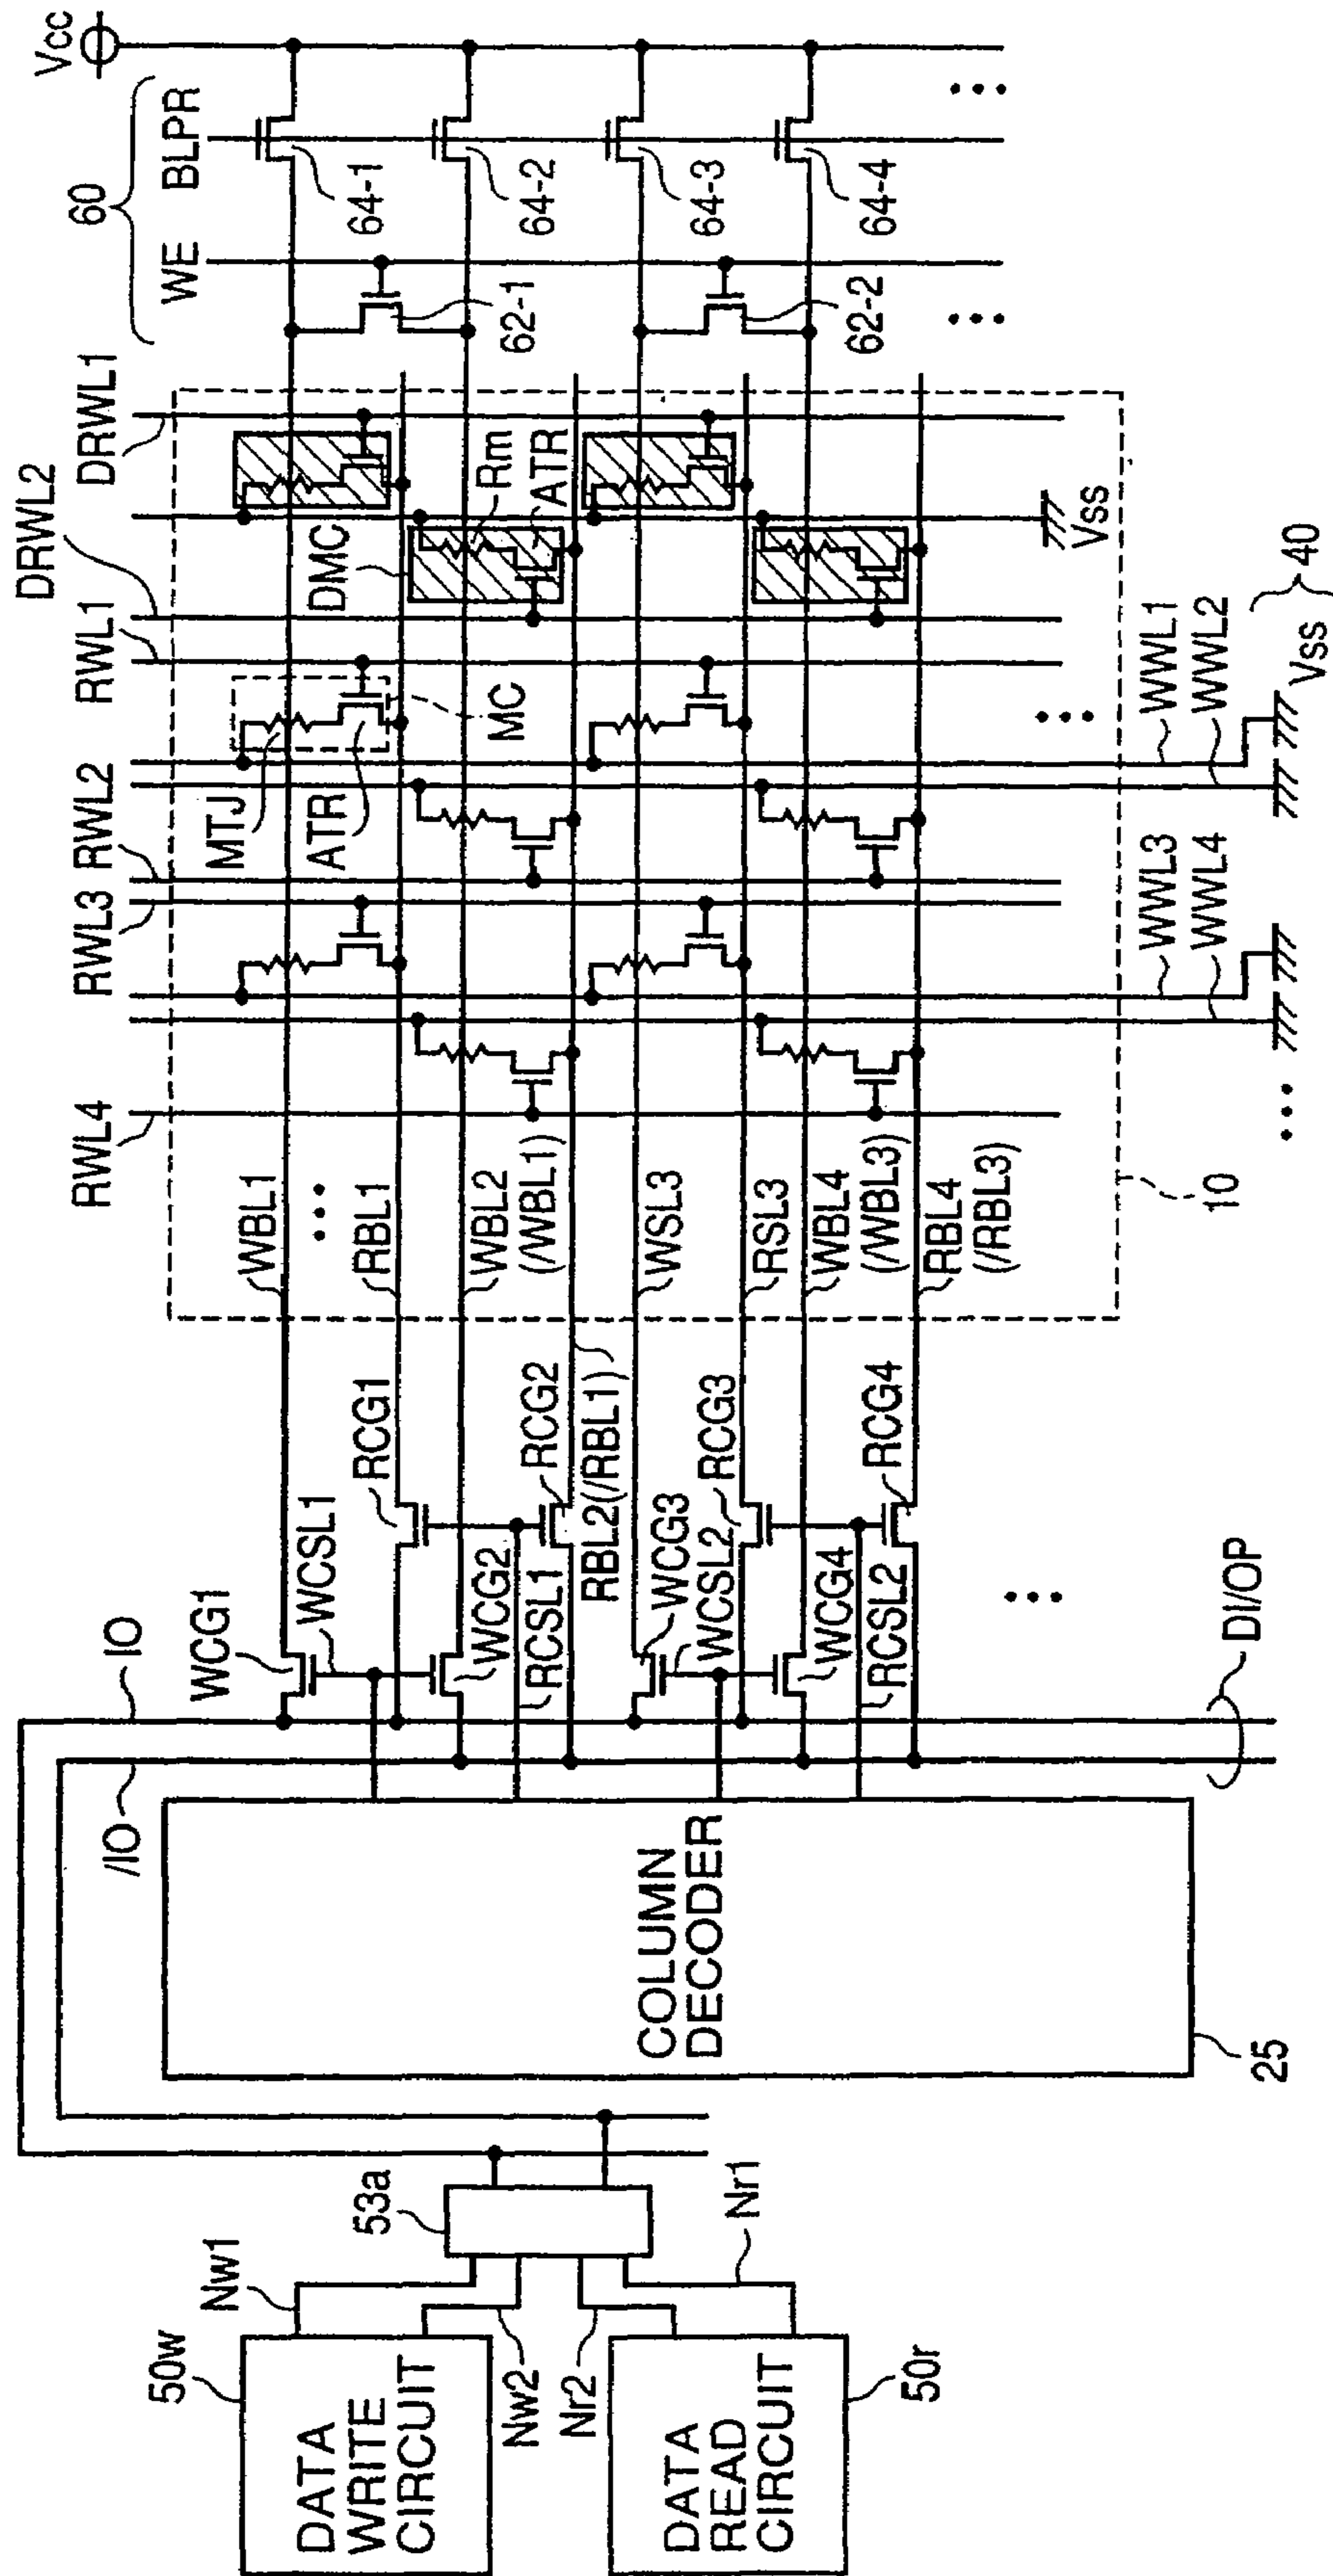 Vcc
60
WE
BLPR
64-1
64-2
64-3
64-4
62-1
62-2
DRWL1
DRWL2
RWL1
RWL2
RWL3
RWL4
DMC
Rm
ATR
MTJ
ATR
MC
Vss
40
Vss
WWL1
WWL2
WWL3
WWL4
10
WBL1
RBL1
WBL2
(/WBL1)
WSL3
RSL3
WBL4
(/WBL3)
RBL4
(/RBL3)
RCG1
RCG2
RBL2(/RBL1)
RCG3
RCG4
WCG1
WCSL1
WCG2
RCSL1
WCG3
WCSL2
WCG4
RCSL2
IO
/IO
DI/OP
COLUMN
DECODER
25
53a
Nw1
Nw2
Nr2
Nr1
50w
DATA
WRITE
CIRCUIT
50r
DATA
READ
CIRCUIT